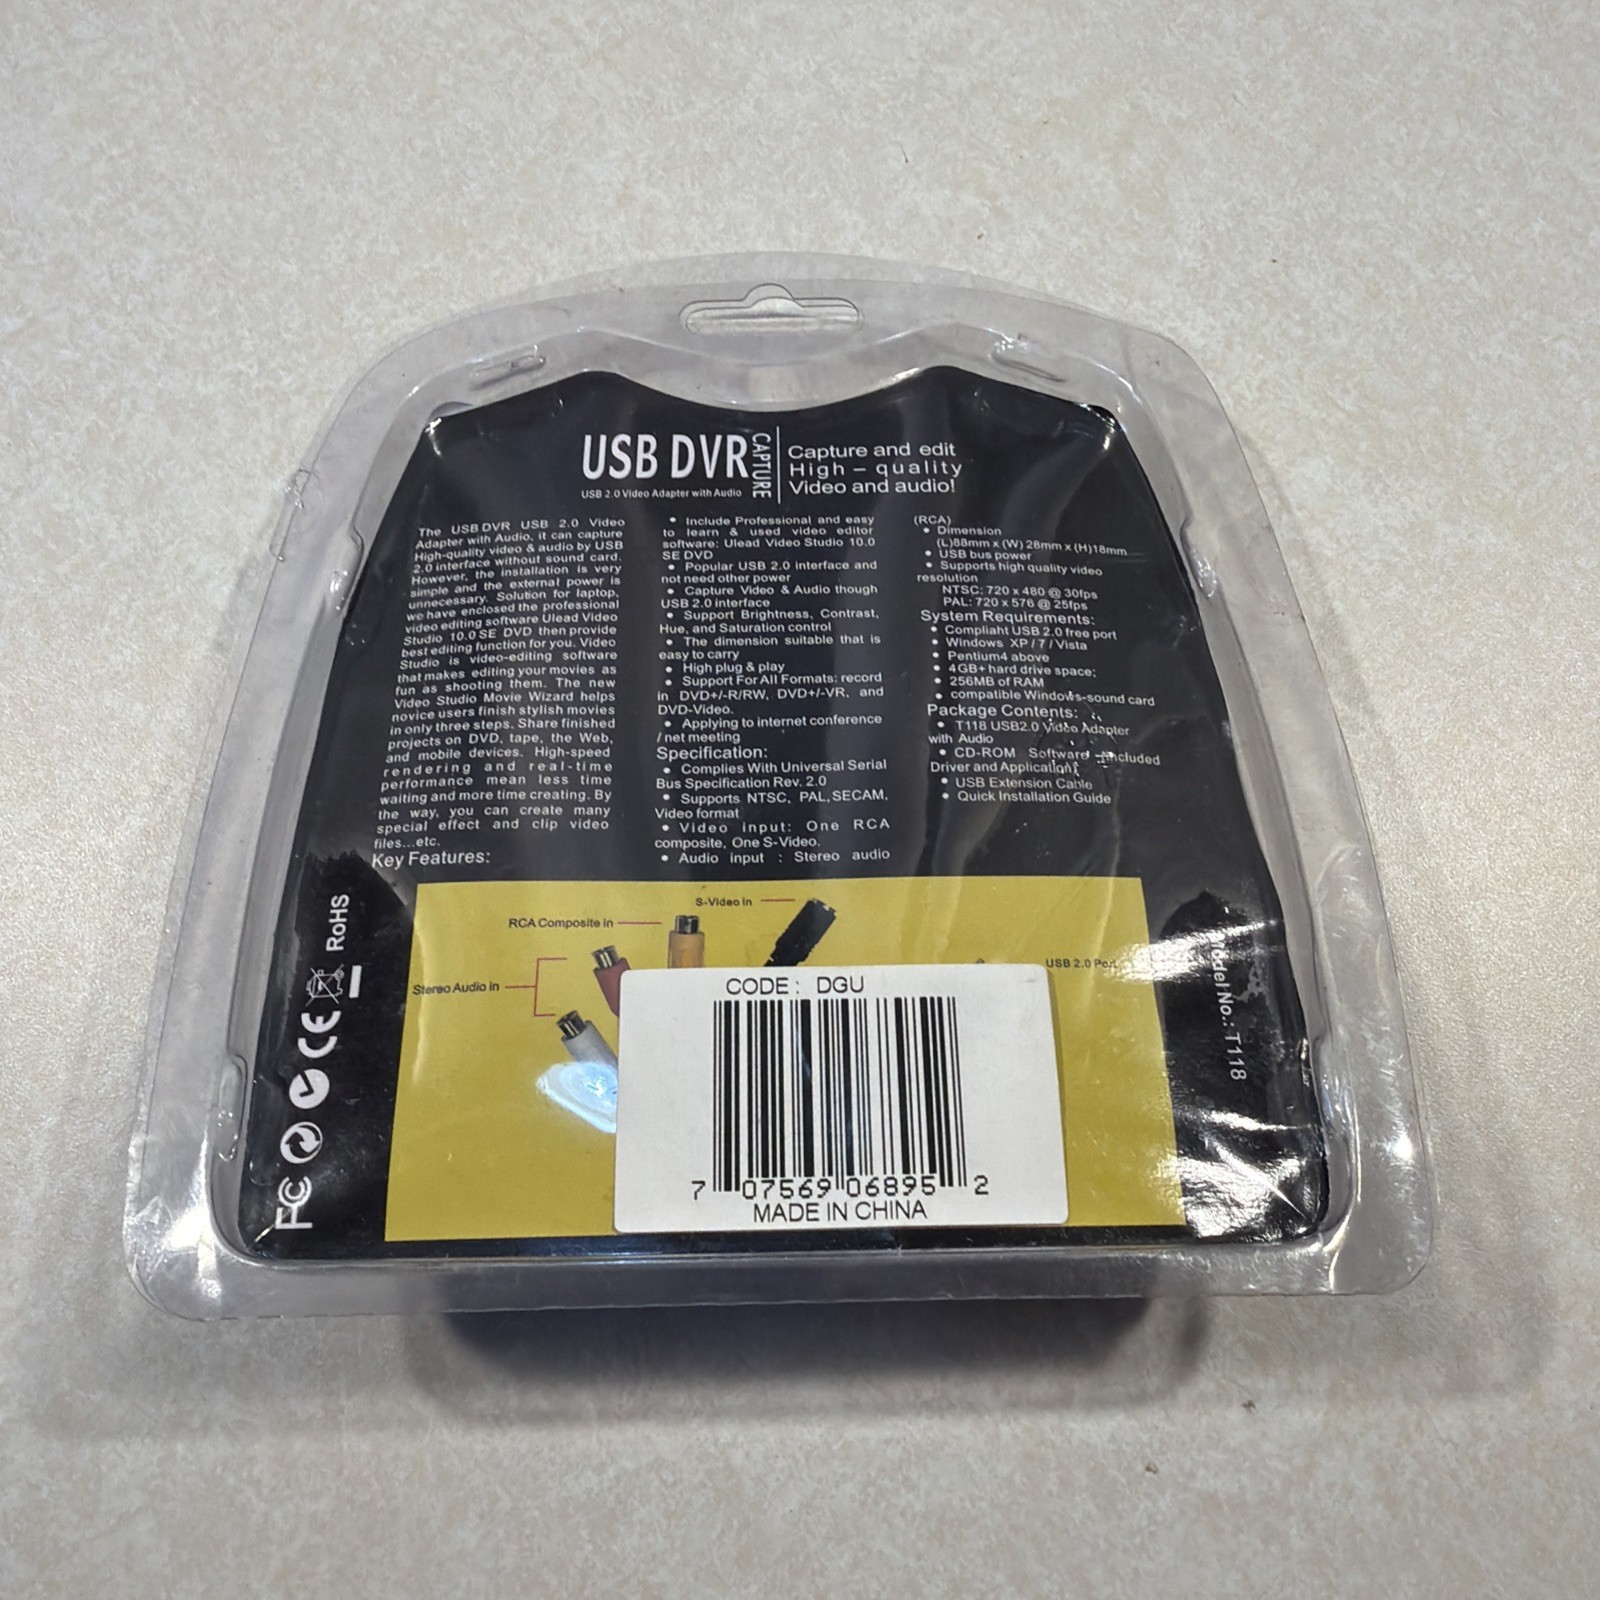 USB DVR
CAPTURE
USB 2.0 Video Adapter with Audio
Capture and edit
High - quality
Video and audio!
The USB DVR USB 2.0 Video
Adapter with Audio, it can capture
High-quality video & audio by USB
2.0 interface without sound card.
However, the installation is very
simple and the external power is
unnecessary. Solution for laptop,
we have enclosed the professional
video editing software Ulead Video
Studio 10.0 SE DVD then provide
best editing function for you. Video
Studio is video-editing software
that makes editing your movies as
fun as shooting them. The new
Video Studio Movie Wizard helps
novice users finish stylish movies
in only three steps. Share finished
projects on DVD, tape, the Web,
and mobile devices. High-speed
rendering and real-time
performance mean less time
waiting and more time creating. By
the way, you can create many
special effect and clip video
files...etc.
Key Features:
• Include Professional and easy
to learn & used video editor
software: Ulead Video Studio 10.0
SE DVD
• Popular USB 2.0 interface and
not need other power
• Capture Video & Audio though
USB 2.0 interface
• Support Brightness, Contrast,
Hue, and Saturation control
• The dimension suitable that is
easy to carry
• High plug & play
• Support For All Formats: record
in DVD+/-R/RW, DVD+/-VR, and
DVD-Video.
• Applying to internet conference
/ net meeting
Specification:
• Complies With Universal Serial
Bus Specification Rev. 2.0
• Supports NTSC, PAL, SECAM,
Video format
• Video input: One RCA
composite, One S-Video.
• Audio input : Stereo audio
(RCA)
• Dimension
(L)88mm x (W) 28mm x (H)18mm
• USB bus power
• Supports high quality video
resolution
NTSC: 720 x 480 @ 30fps
PAL: 720 x 576 @ 25fps
System Requirements:
• Compliaht USB 2.0 free port
• Windows XP / 7 / Vista
• Pentium4 above
• 4GB+ hard drive space;
• 256MB of RAM
• compatible Windows-sound card
Package Contents:
• T118 USB2.0 Video Adapter
with Audio
• CD-ROM Software included
Driver and Application
• USB Extension Cable
• Quick Installation Guide
S-Video in
RCA Composite in
Stereo Audio in
USB 2.0 Port
FC CE RoHS
Model No.: T118
CODE : DGU
7 07569 06895 2
MADE IN CHINA